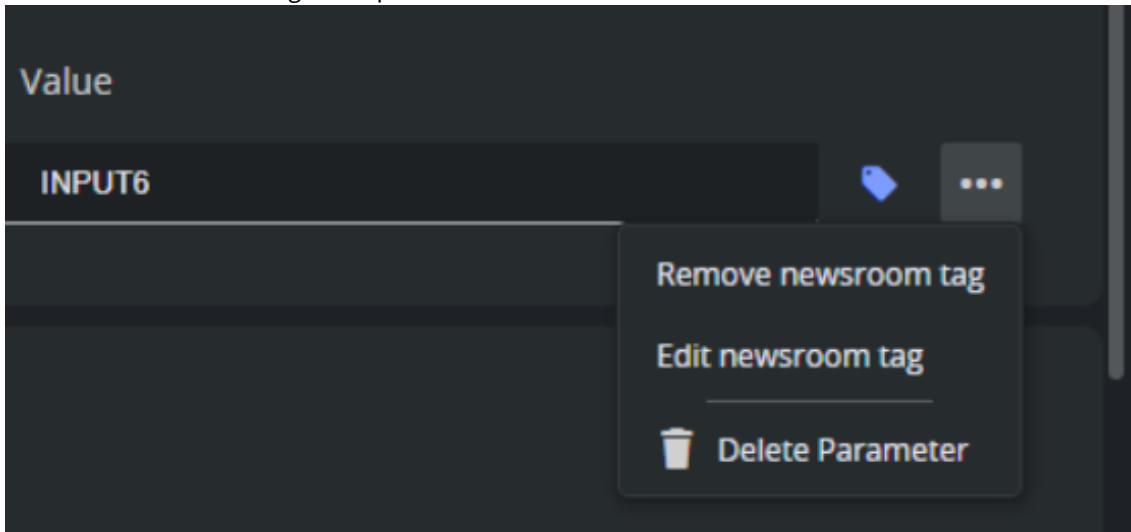 Value
INPUT6
Remove newsroom tag
Edit newsroom tag
Delete Parameter